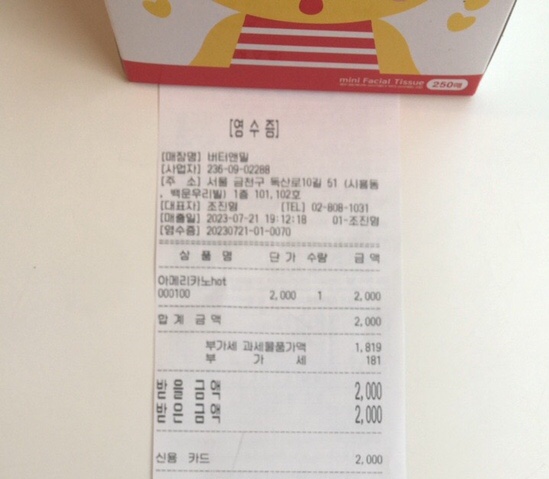 mini Facial Tissue 250매
[영 수 증]
[매장명] 버터앤밀
[사업자] 236-09-02288
[주 소] 서울 금천구 독산로10길 51 (시흥동
, 백운우리빌) 1층 101,102호
[대표자] 조진영 [TEL] 02-808-1031
[매출일] 2023-07-21 19:12:18 01-조진영
[영수증] 20230721-01-0070
상 품 명 단 가 수량 금 액
아메리카노hot
000100 2,000 1 2,000
합 계 금 액 2,000
부가세 과세물품가액 1,819
부 가 세 181
받을 금액 2,000
받은 금액 2,000
신용 카드 2,000